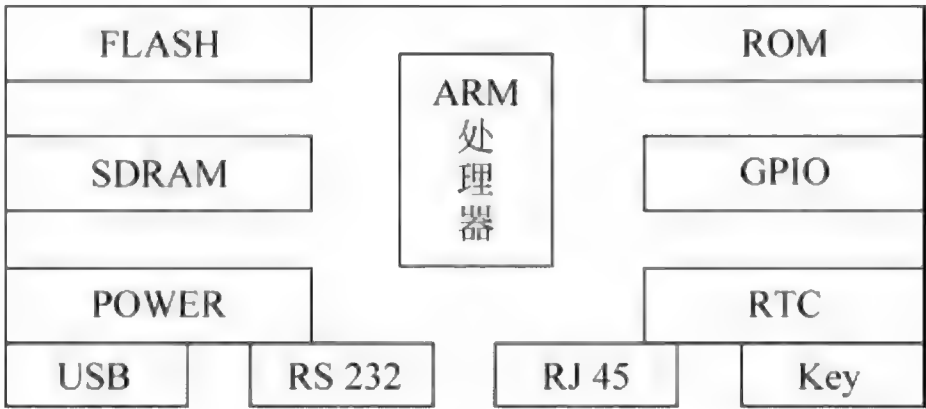 FLASH
ROM
ARM
处
理
器
SDRAM
GPIO
POWER
RTC
USB
RS 232
RJ 45
Key